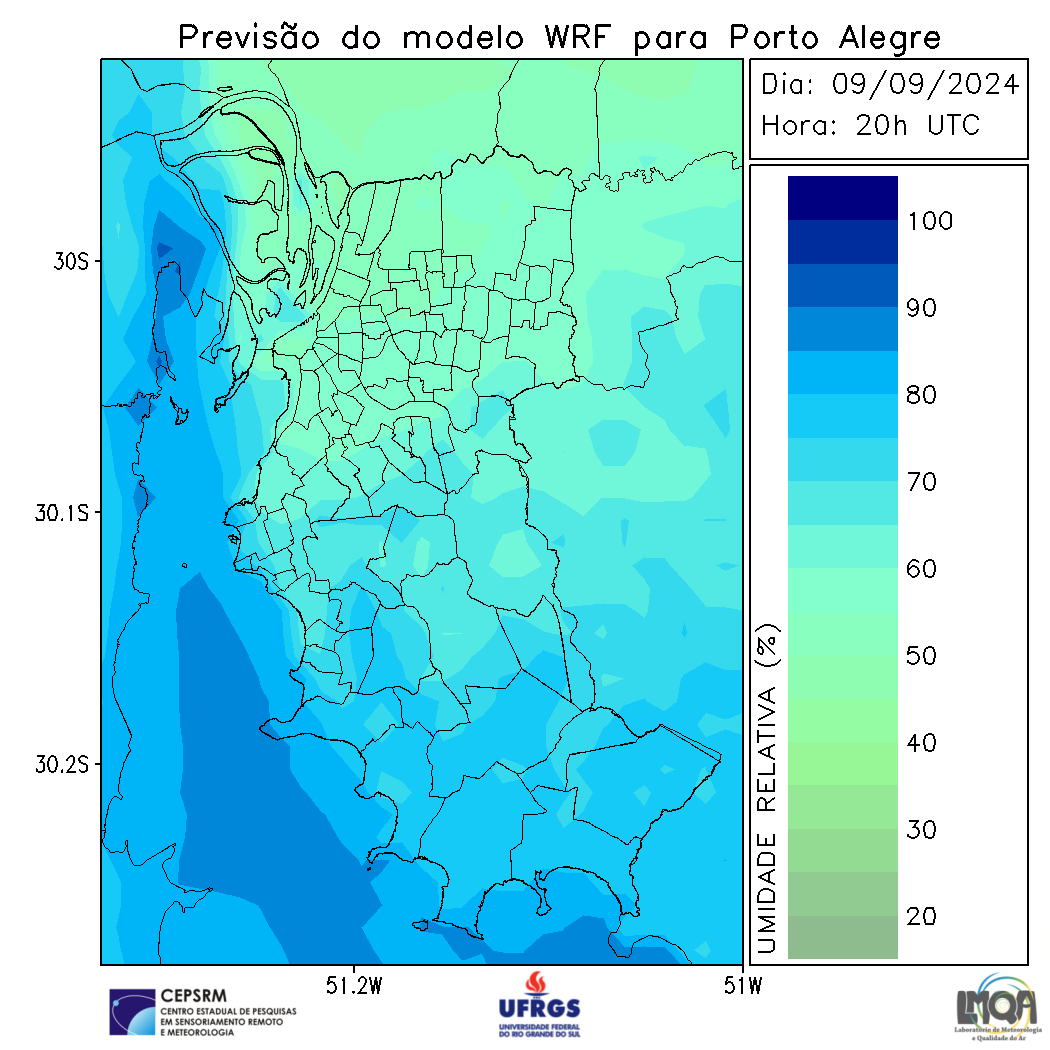 Previsão do modelo WRF para Porto Alegre
Dia: 09/09/2024
Hora: 20h UTC
30S
30.1S
30.2S
51.2W
51W
UMIDADE RELATIVA (%)
100
90
80
70
60
50
40
30
20
CEPSRM
CENTRO ESTADUAL DE PESQUISAS
EM SENSORIAMENTO REMOTO
E METEOROLOGIA
UFRGS
UNIVERSIDADE FEDERAL
DO RIO GRANDE DO SUL
LMQA
Laboratório de Meteorologia
e Qualidade do Ar